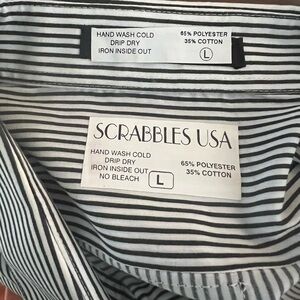 HAND WASH COLD
DRIP DRY
IRON INSIDE OUT
65% POLYESTER
35% COTTON
L
SCRABBLES USA
HAND WASH COLD
DRIP DRY
IRON INSIDE OUT
NO BLEACH
65% POLYESTER
35% COTTON
L